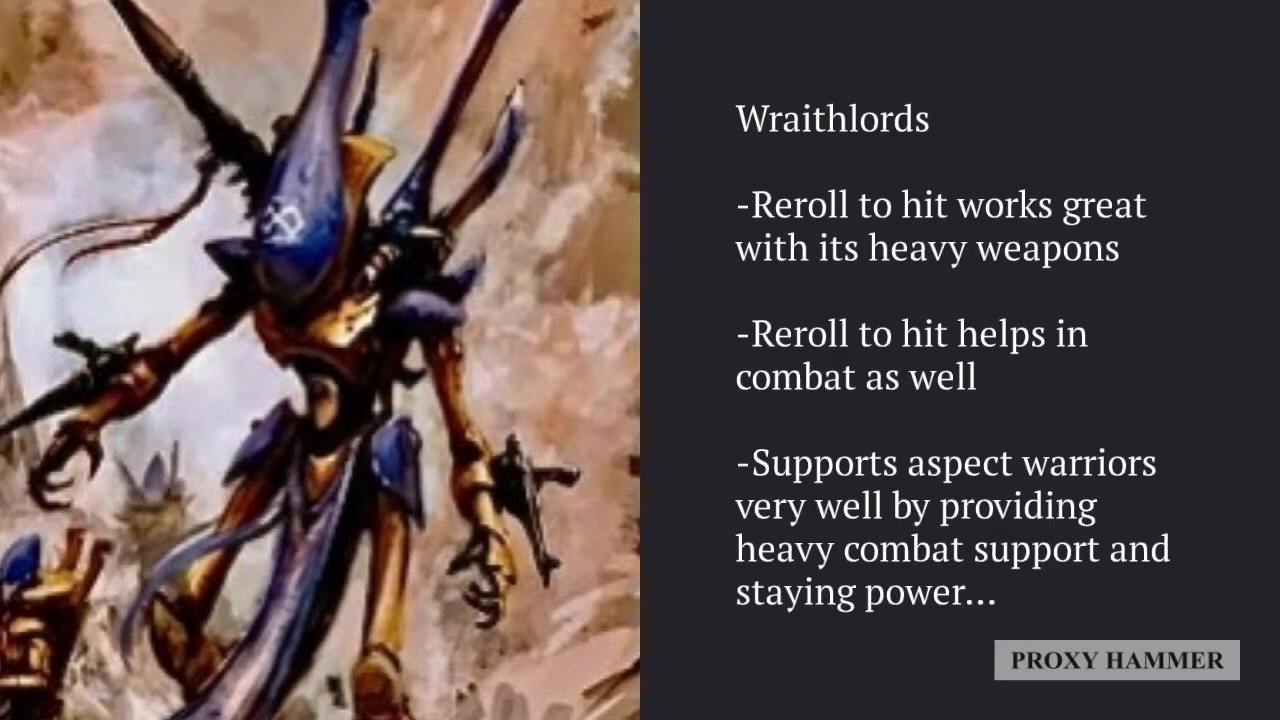 Wraithlords
-Reroll to hit works great
with its heavy weapons
-Reroll to hit helps in
combat as well
-Supports aspect warriors
very well by providing
heavy combat support and
staying power...
PROXY HAMMER